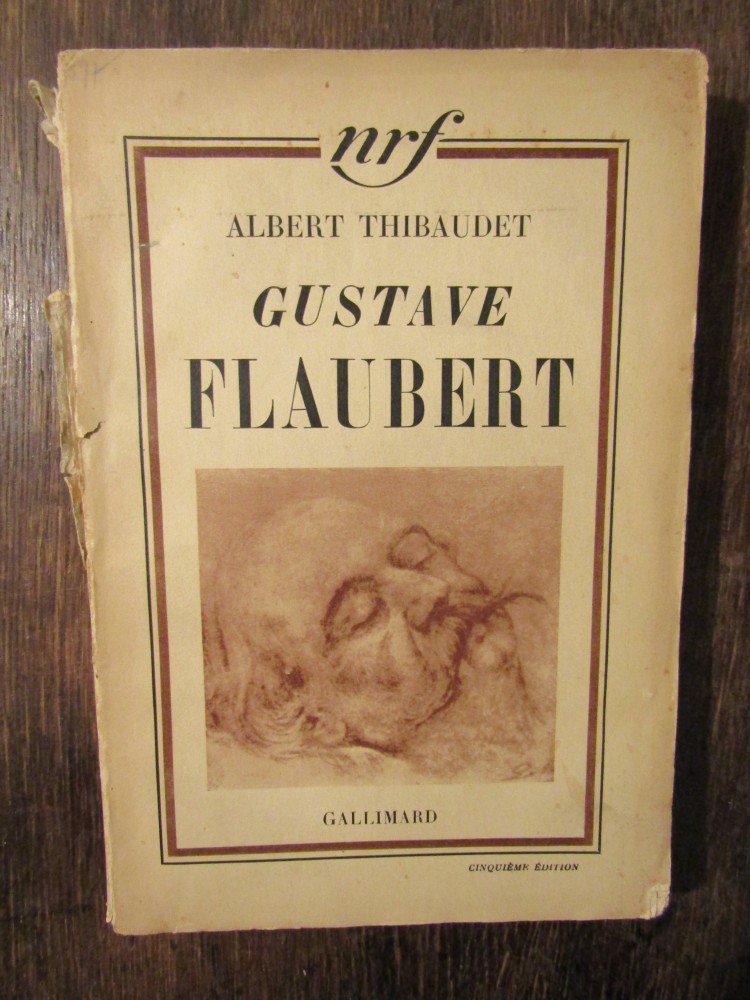 nrf
ALBERT THIBAUDET
GUSTAVE
FLAUBERT
GALLIMARD
CINQUIÈME ÉDITION